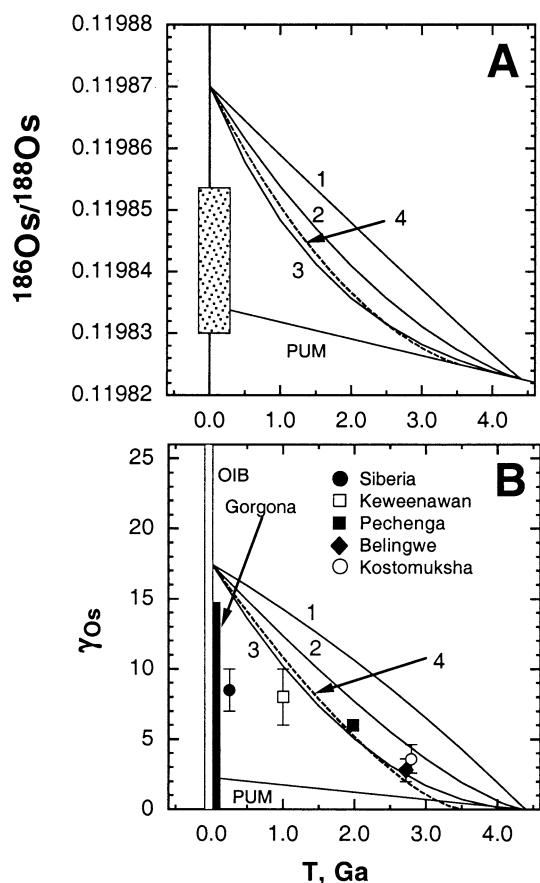 A
186Os/188Os
0.11988
0.11987
0.11986
0.11985
0.11984
0.11983
0.11982
1
2
4
3
PUM
0.0 1.0 2.0 3.0 4.0
B
γOs
25
20
15
10
5
0
OIB
Gorgona
Siberia
Keweenawan
Pechenga
Belingwe
Kostomuksha
1
2
3
4
PUM
0.0 1.0 2.0 3.0 4.0
T, Ga